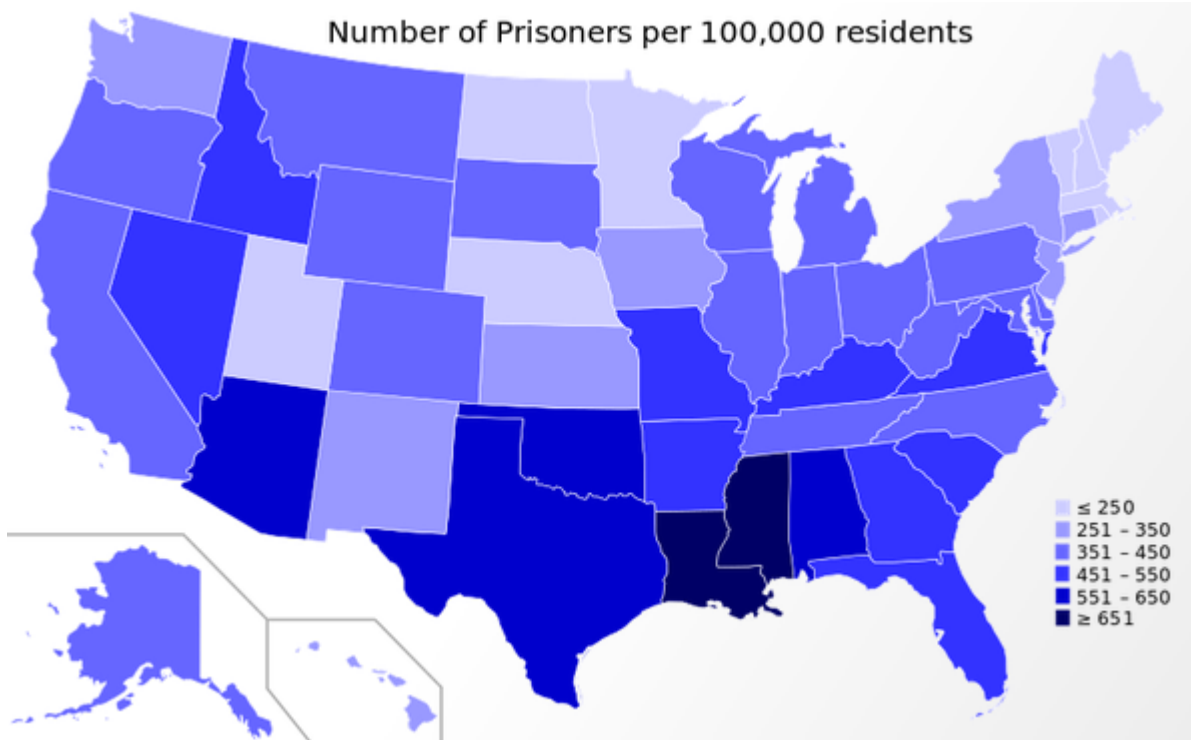 Number of Prisoners per 100,000 residents
≤ 250
251 – 350
351 – 450
451 – 550
551 – 650
≥ 651